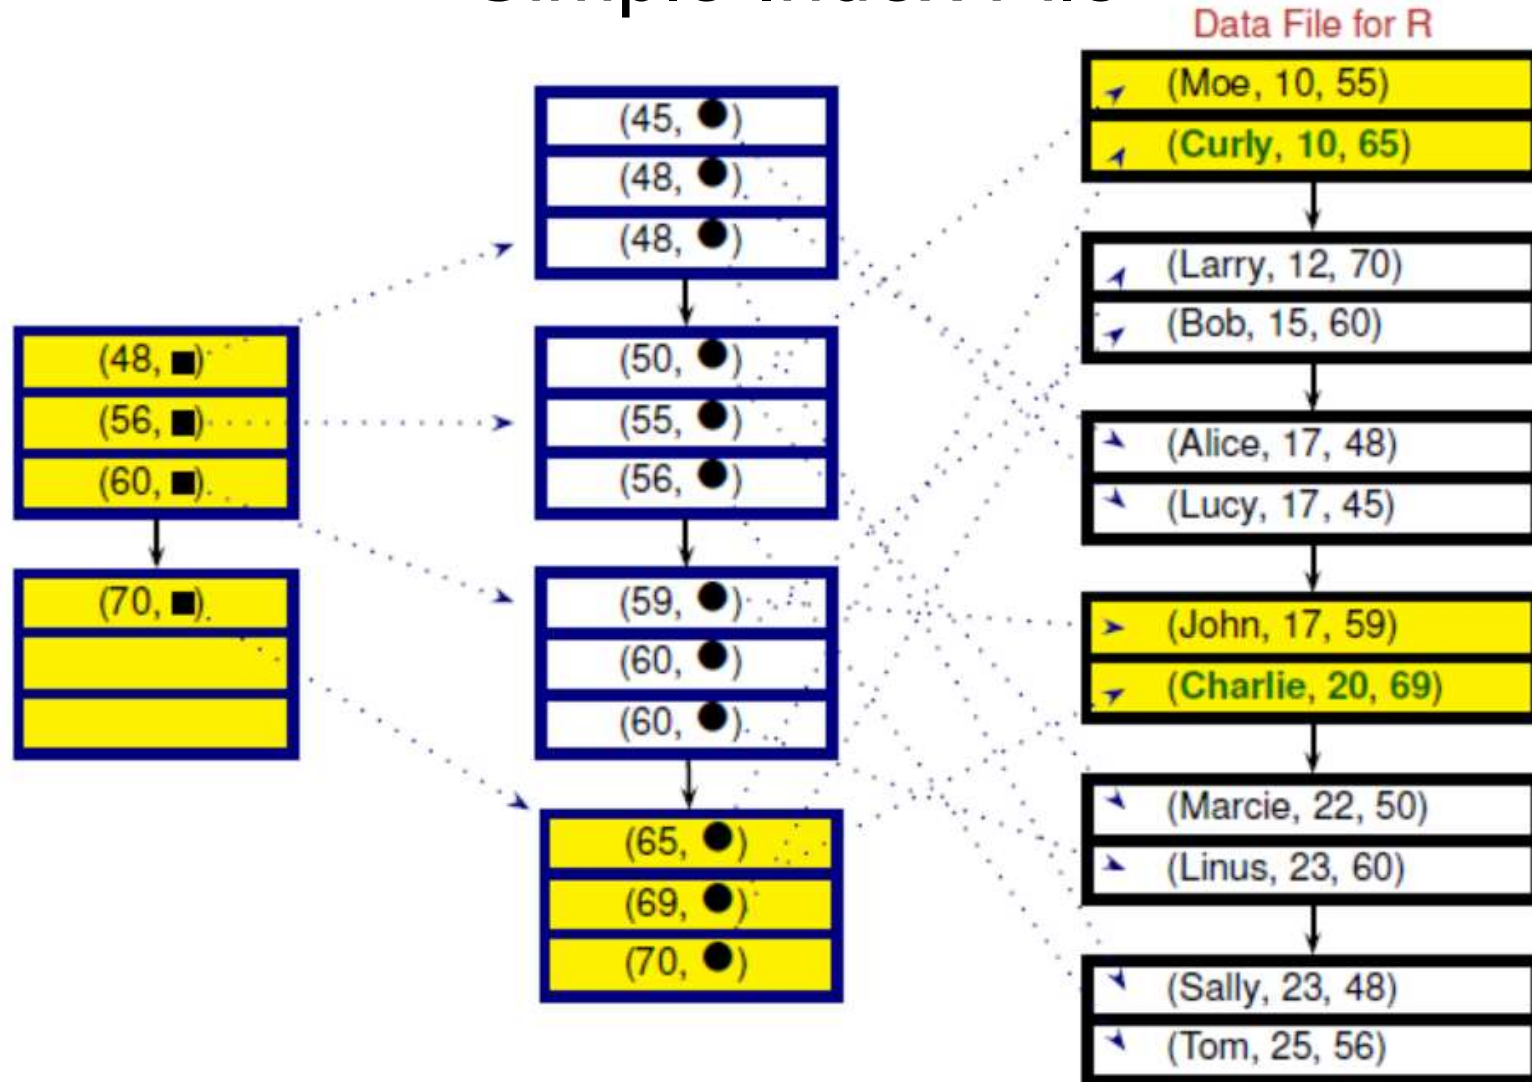 Data File for R
(48, ■)
(56, ■)
(60, ■)
(70, ■)
(45, ●)
(48, ●)
(48, ●)
(50, ●)
(55, ●)
(56, ●)
(59, ●)
(60, ●)
(60, ●)
(65, ●)
(69, ●)
(70, ●)
(Moe, 10, 55)
(Curly, 10, 65)
(Larry, 12, 70)
(Bob, 15, 60)
(Alice, 17, 48)
(Lucy, 17, 45)
(John, 17, 59)
(Charlie, 20, 69)
(Marcie, 22, 50)
(Linus, 23, 60)
(Sally, 23, 48)
(Tom, 25, 56)